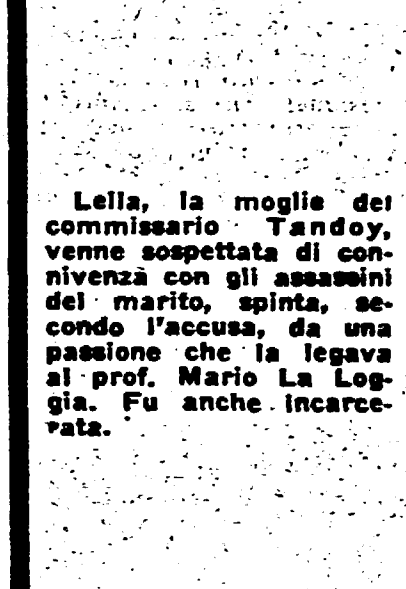 Leila, la moglie del
commissario Tandoy,
venne sospettata di con-
nivenza con gli assassini
del marito, spinta, se-
condo l'accusa, da una
passione che la legava
al prof. Mario La Log-
gia. Fu anche incarce-
rata.